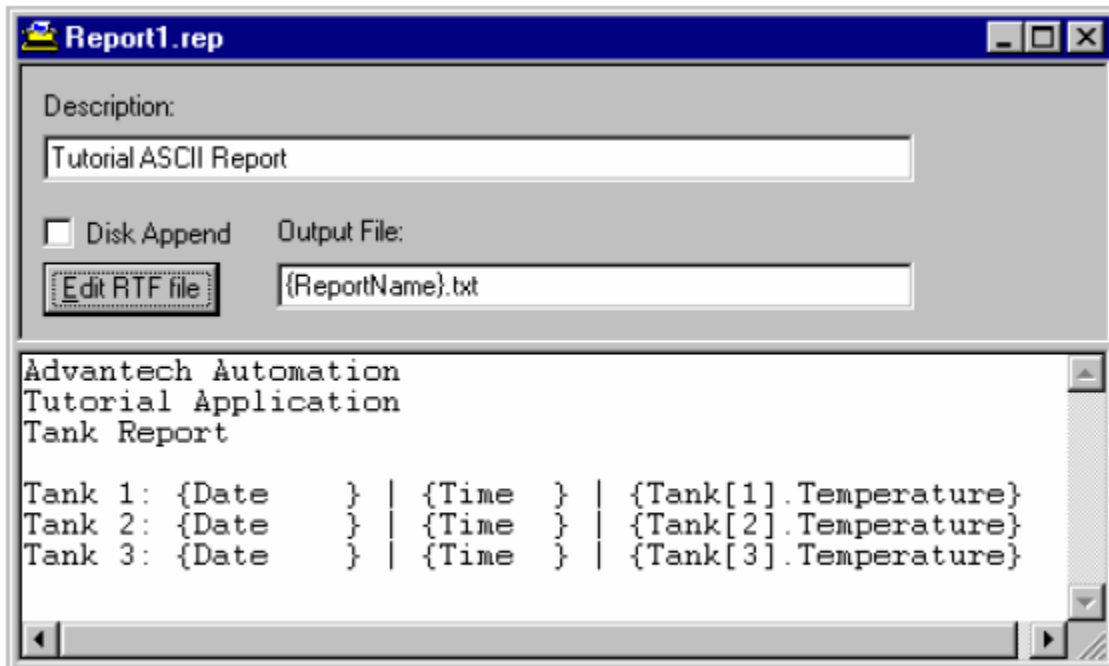 Report1.rep
Description:
Tutorial ASCII Report
Disk Append Output File:
Edit RTF file {ReportName}.txt
Advantech Automation
Tutorial Application
Tank Report
Tank 1: {Date    } | {Time  } | {Tank[1].Temperature}
Tank 2: {Date    } | {Time  } | {Tank[2].Temperature}
Tank 3: {Date    } | {Time  } | {Tank[3].Temperature}